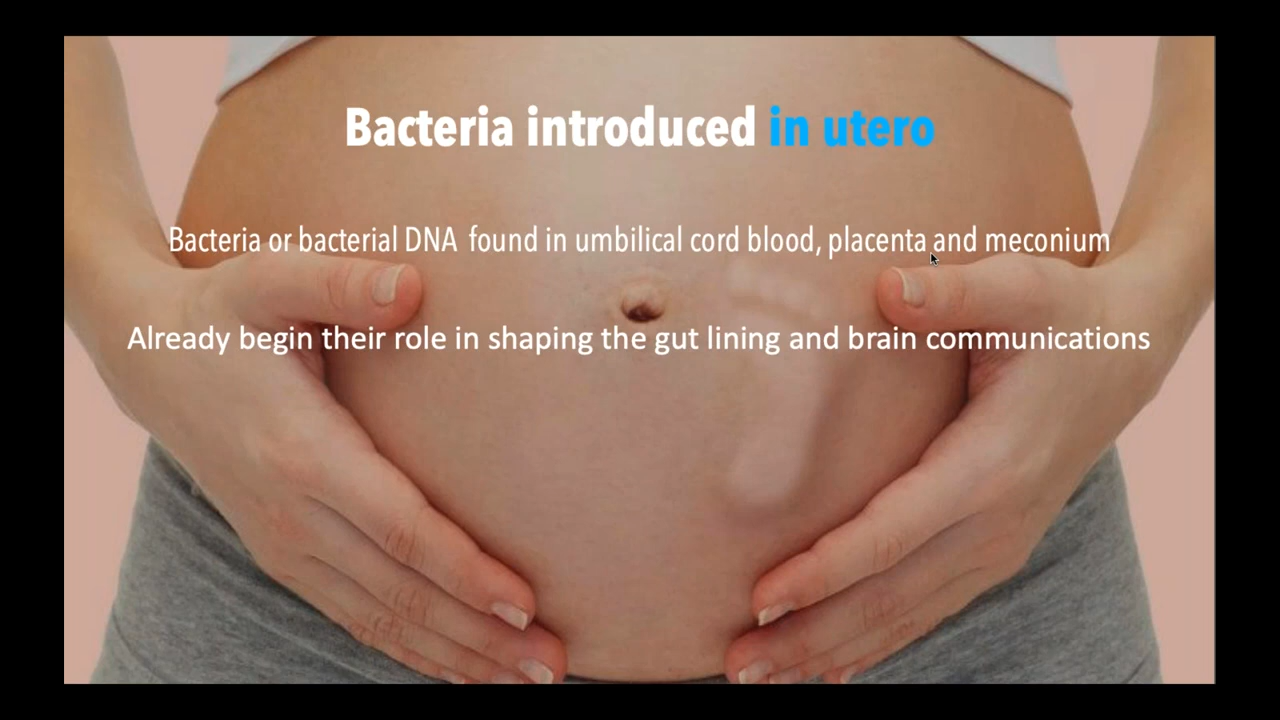 Bacteria introduced in utero
Bacteria or bacterial DNA found in umbilical cord blood, placenta and meconium
Already begin their role in shaping the gut lining and brain communications